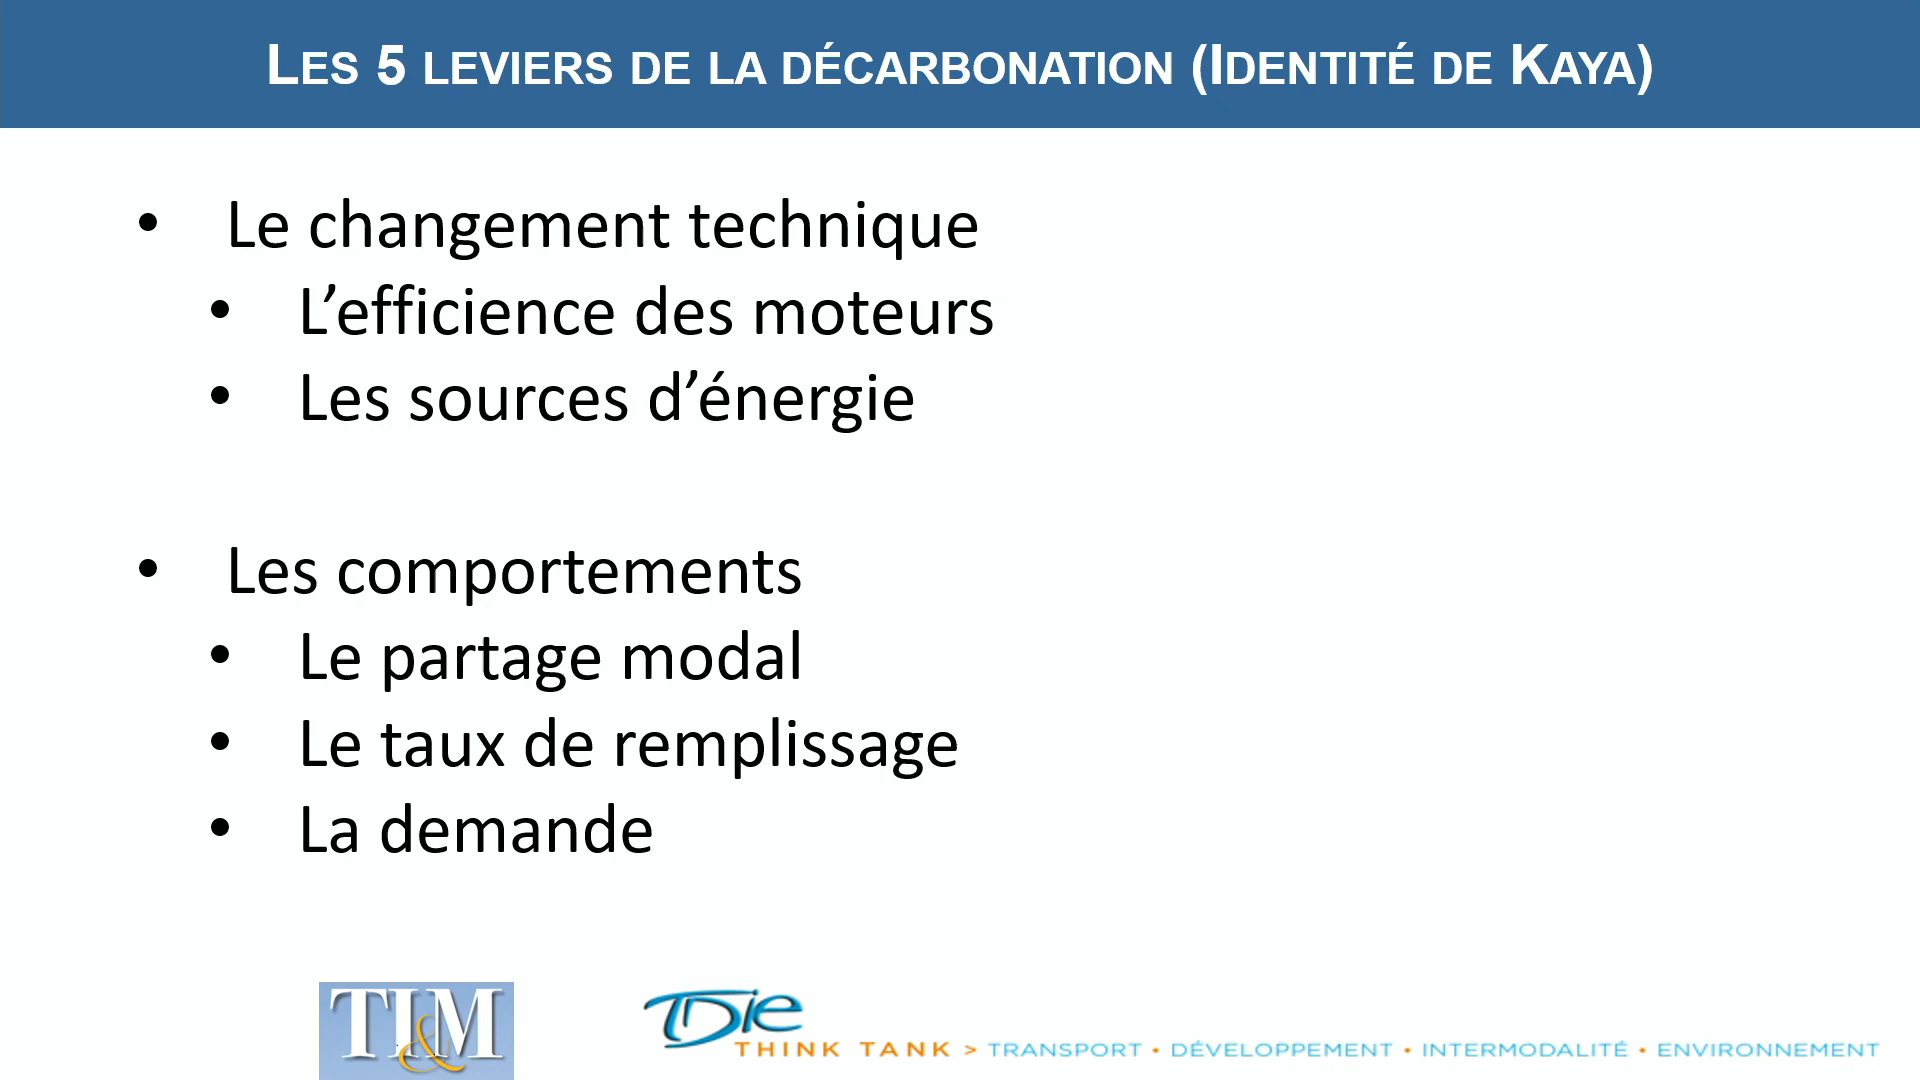 LES 5 LEVIERS DE LA DÉCARBONATION (IDENTITÉ DE KAYA)
• Le changement technique
• L’efficience des moteurs
• Les sources d’énergie
• Les comportements
• Le partage modal
• Le taux de remplissage
• La demande
TI&M
TDie
THINK TANK > TRANSPORT • DÉVELOPPEMENT • INTERMODALITÉ • ENVIRONNEMENT